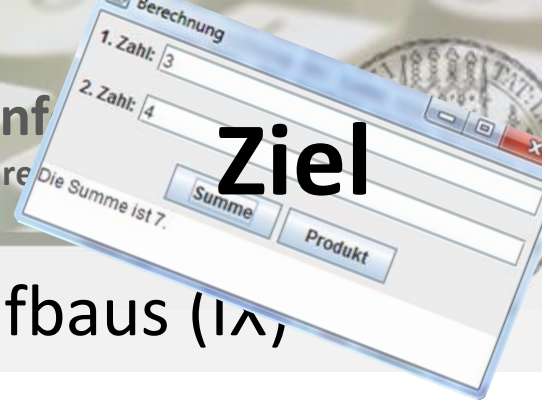 Berechnung
1. Zahl: 3
2. Zahl: 4
Ziel
Summe
Produkt
Die Summe ist 7.
fbaus (IX)